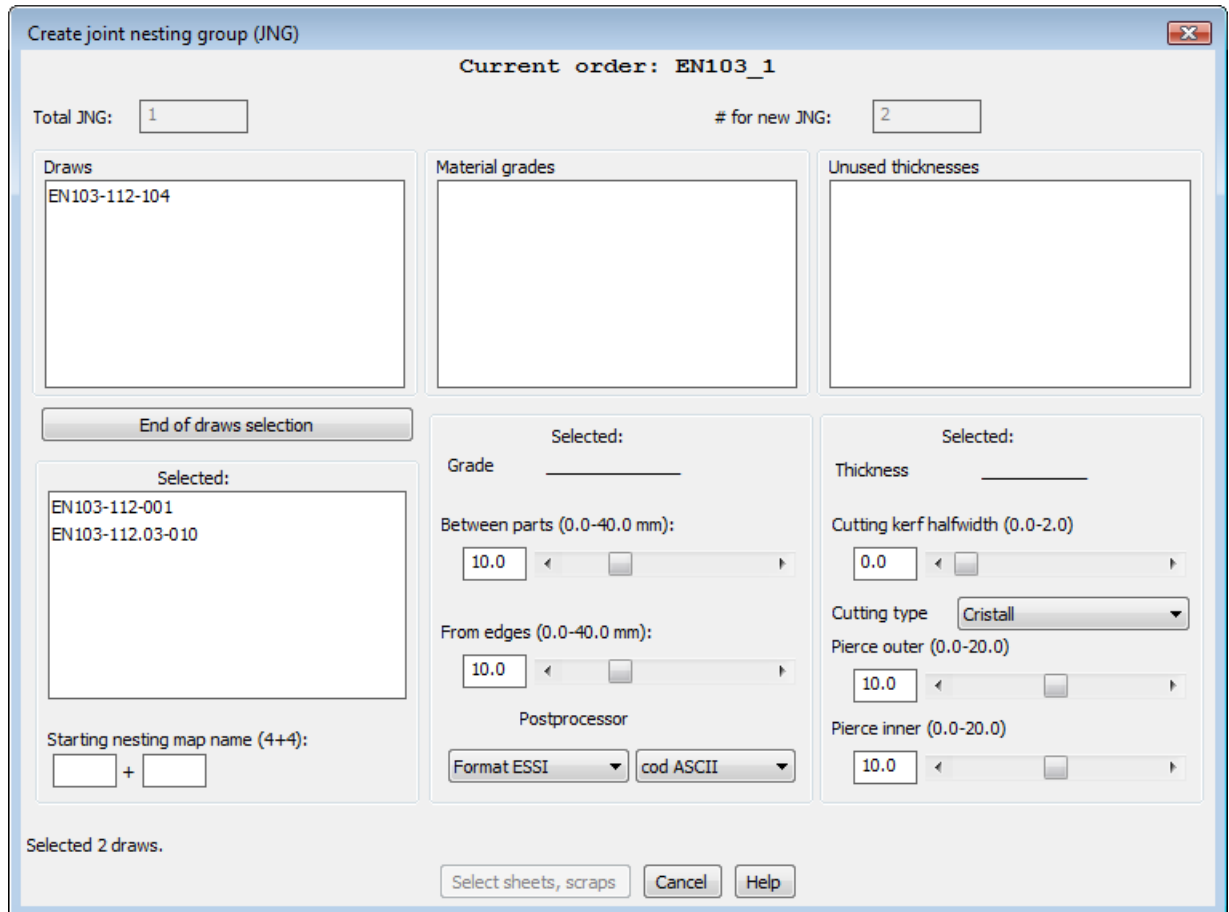 Create joint nesting group (JNG)
Current order: EN103_1
Total JNG: 1 # for new JNG: 2
Draws
EN103-112-104
Material grades
Unused thicknesses
End of draws selection
Selected:
EN103-112-001
EN103-112.03-010
Starting nesting map name (4+4):
+
Selected:
Grade
Between parts (0.0-40.0 mm):
10.0
From edges (0.0-40.0 mm):
10.0
Postprocessor
Format ESSI cod ASCII
Selected:
Thickness
Cutting kerf halfwidth (0.0-2.0)
0.0
Cutting type Cristall
Pierce outer (0.0-20.0)
10.0
Pierce inner (0.0-20.0)
10.0
Selected 2 draws.
Select sheets, scraps Cancel Help